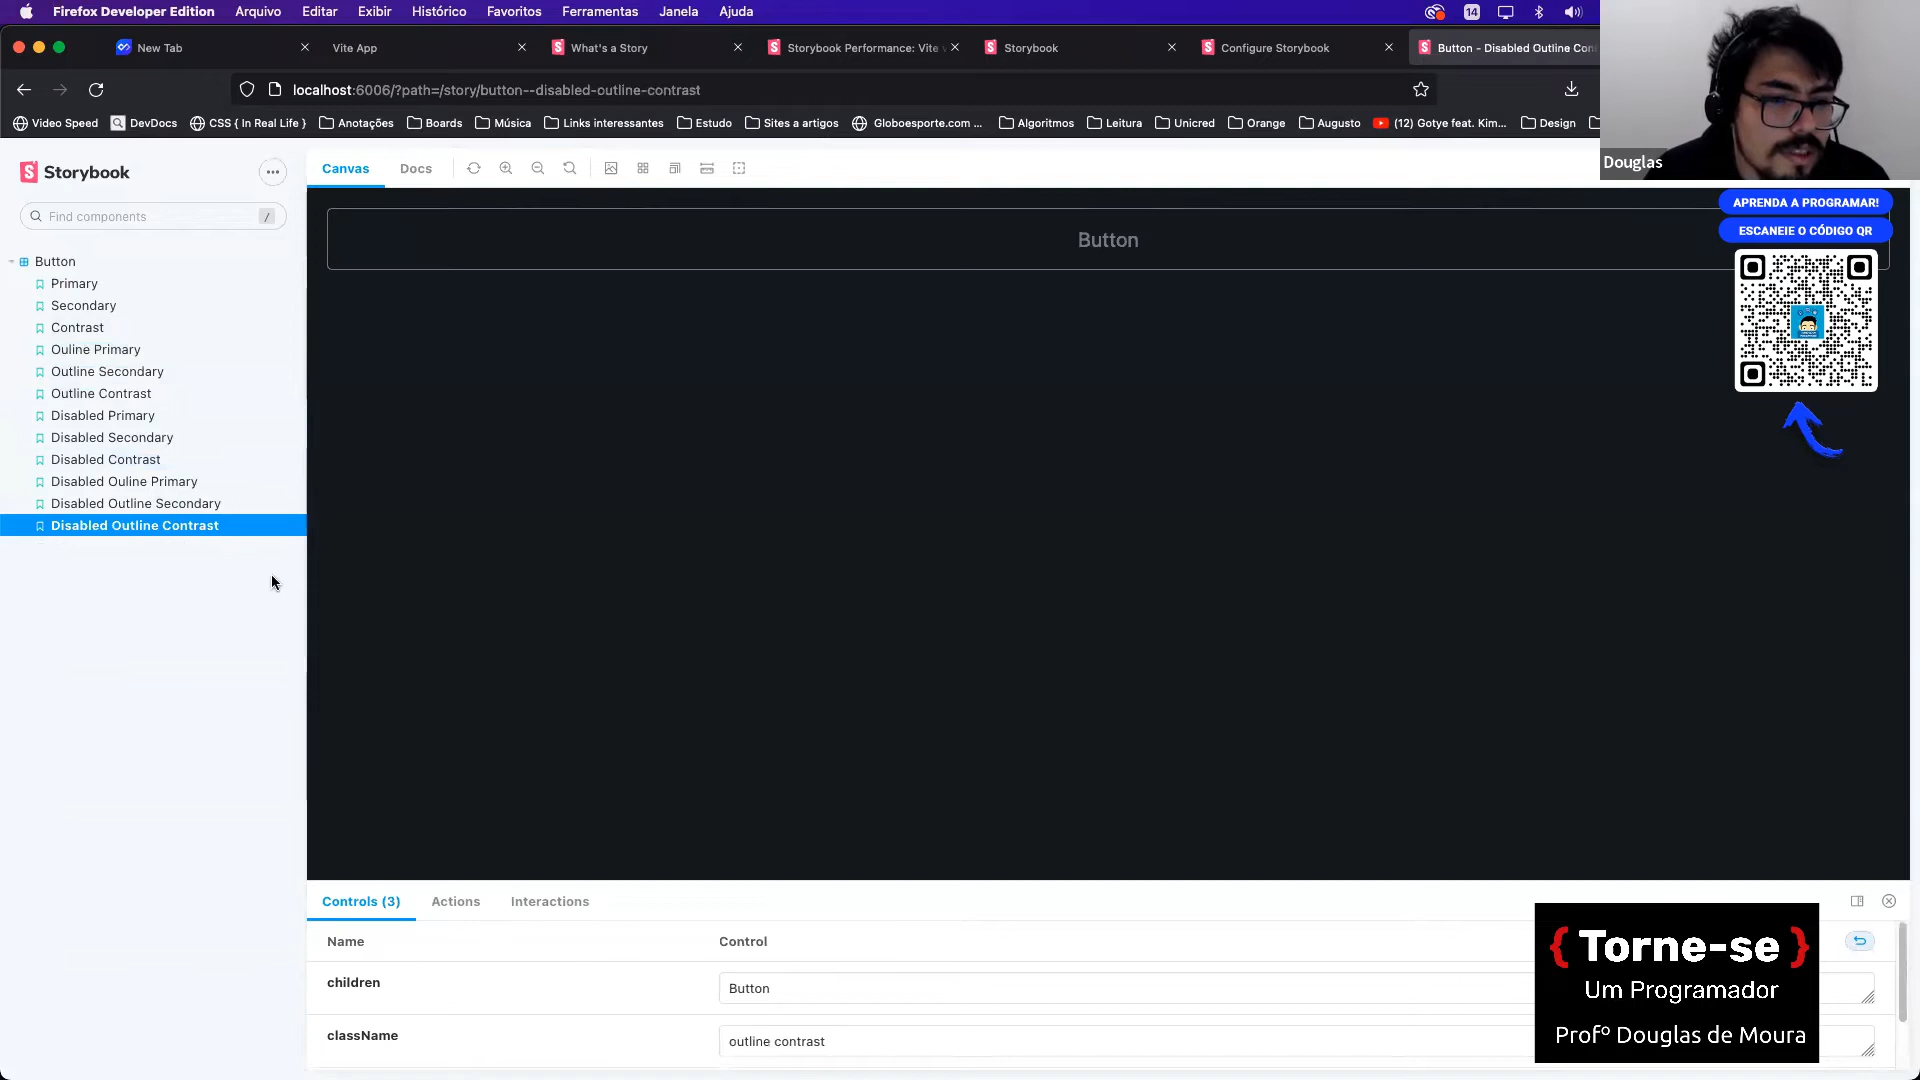 Firefox Developer Edition Arquivo Editar Exibir Histórico Favoritos Ferramentas Janela Ajuda 14
New Tab Vite App What's a Story Storybook Performance: Vite Storybook Configure Storybook Button - Disabled Outline Con
localhost:6006/?path=/story/button--disabled-outline-contrast
Video Speed DevDocs CSS { In Real Life } Anotações Boards Música Links interessantes Estudo Sites a artigos Globoesporte.com ... Algoritmos Leitura Unicred Orange Augusto (12) Gotye feat. Kim... Design
Douglas
Storybook
Canvas Docs
Find components /
APRENDA A PROGRAMAR!
ESCANEIE O CÓDIGO QR
Button
Button
Primary
Secondary
Contrast
Ouline Primary
Outline Secondary
Outline Contrast
Disabled Primary
Disabled Secondary
Disabled Contrast
Disabled Ouline Primary
Disabled Outline Secondary
Disabled Outline Contrast
Controls (3) Actions Interactions
Name Control
children Button
className outline contrast
{ Torne-se }
Um Programador
Profº Douglas de Moura